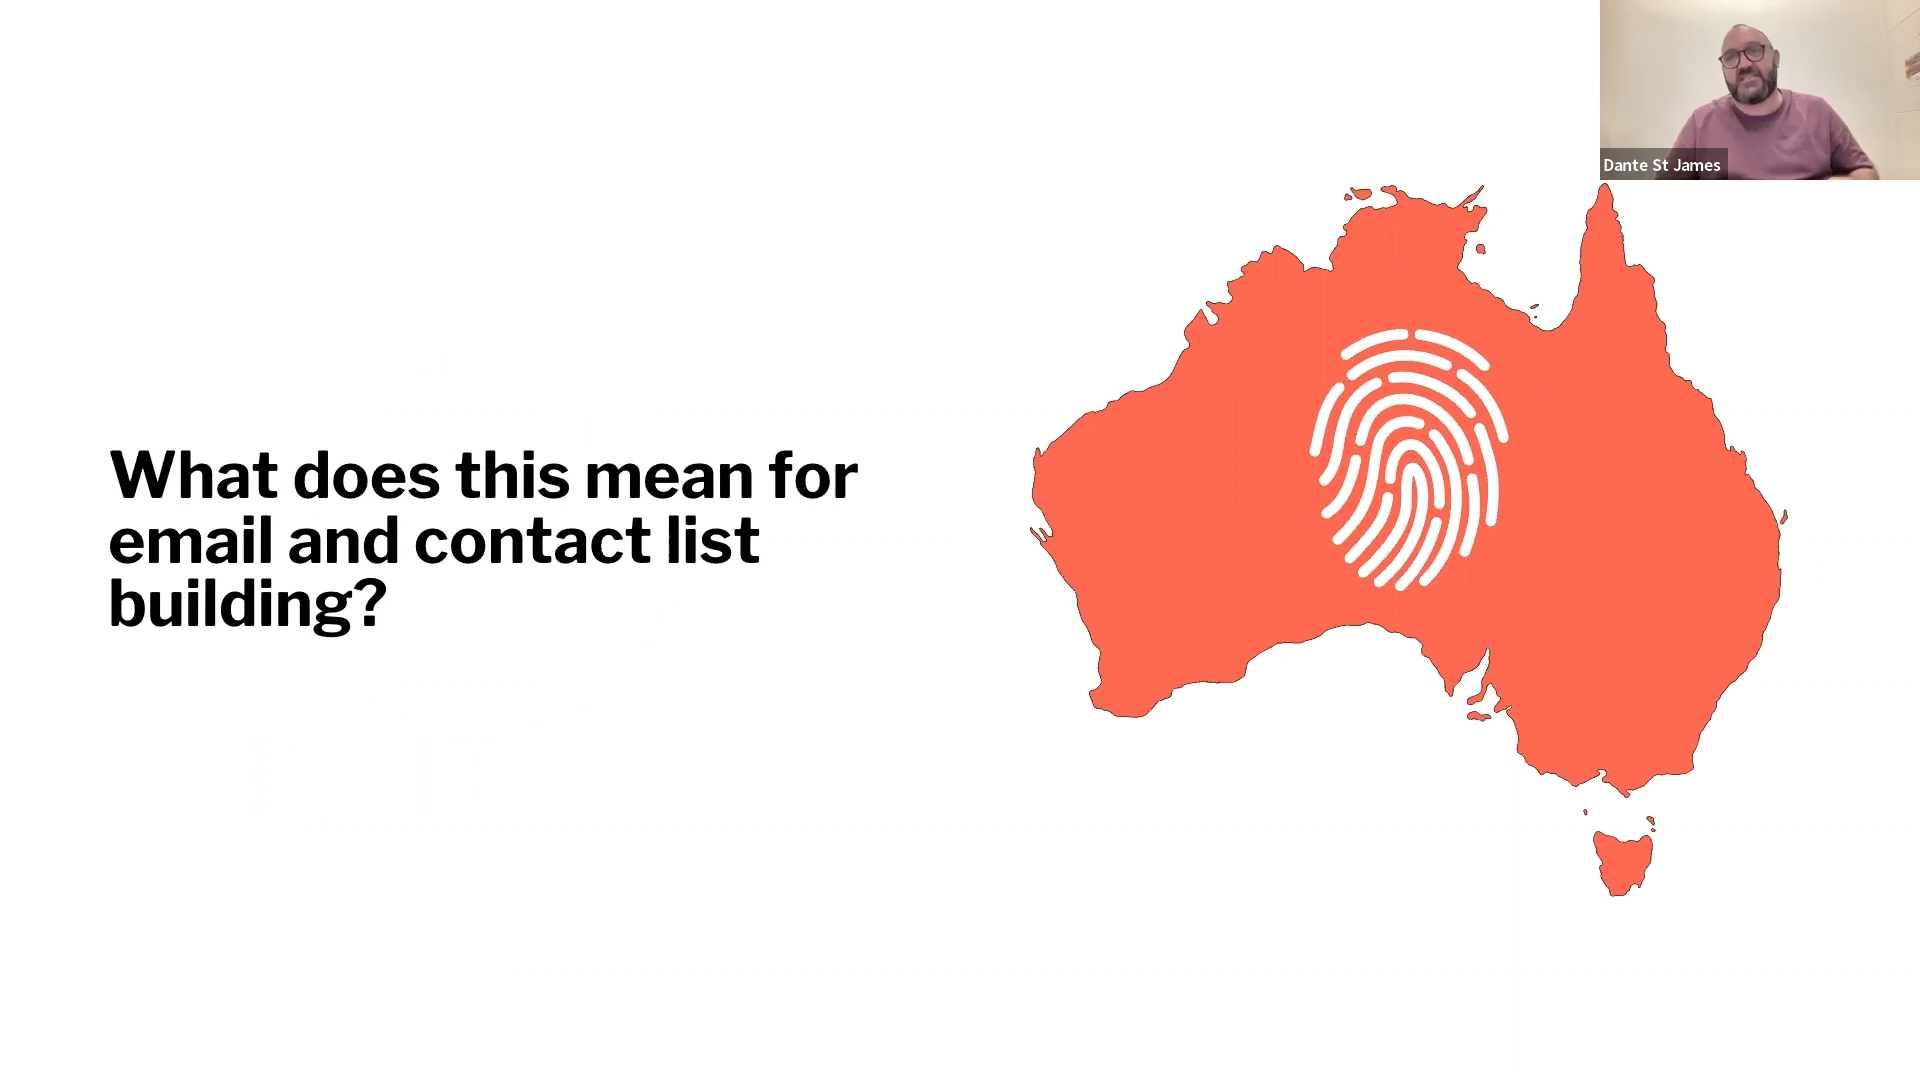 What does this mean for
email and contact list
building?
Dante St James